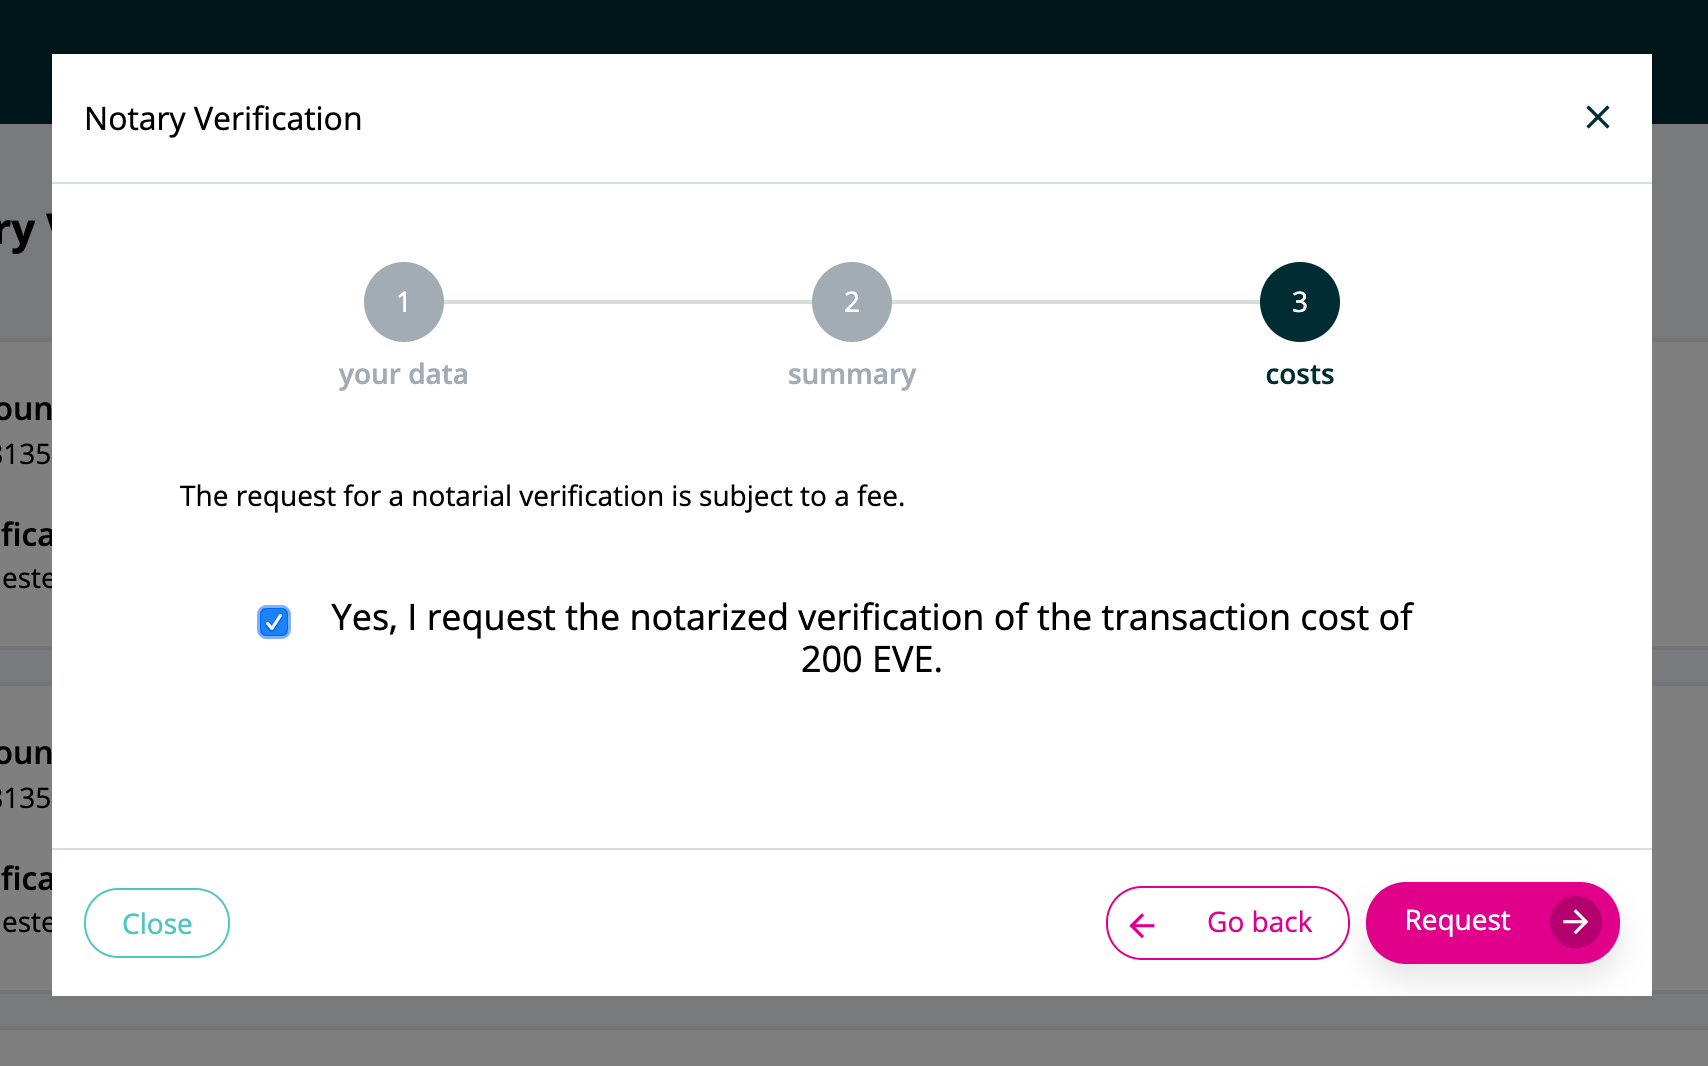 Notary Verification
1
2
3
your data
summary
costs
The request for a notarial verification is subject to a fee.
Yes, I request the notarized verification of the transaction cost of
200 EVE.
Close
Go back
Request
ry
oun
8135
fica
este
oun
8135
fica
este